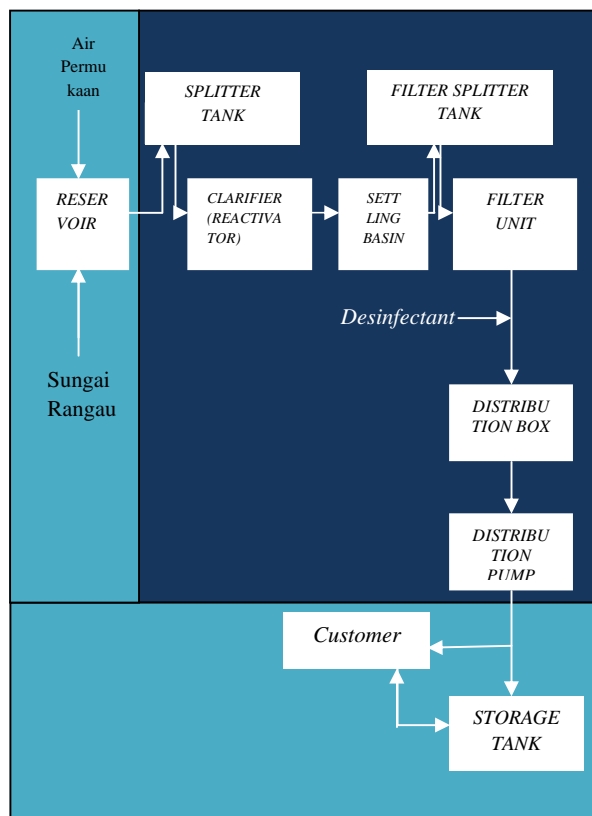 Air
Permu
kaan
SPLITTER
TANK
FILTER SPLITTER
TANK
RESER
VOIR
CLARIFIER
(REACTIVA
TOR)
SETT
LING
BASIN
FILTER
UNIT
Desinfectant
Sungai
Rangau
DISTRIBU
TION BOX
DISTRIBU
TION
PUMP
Customer
STORAGE
TANK